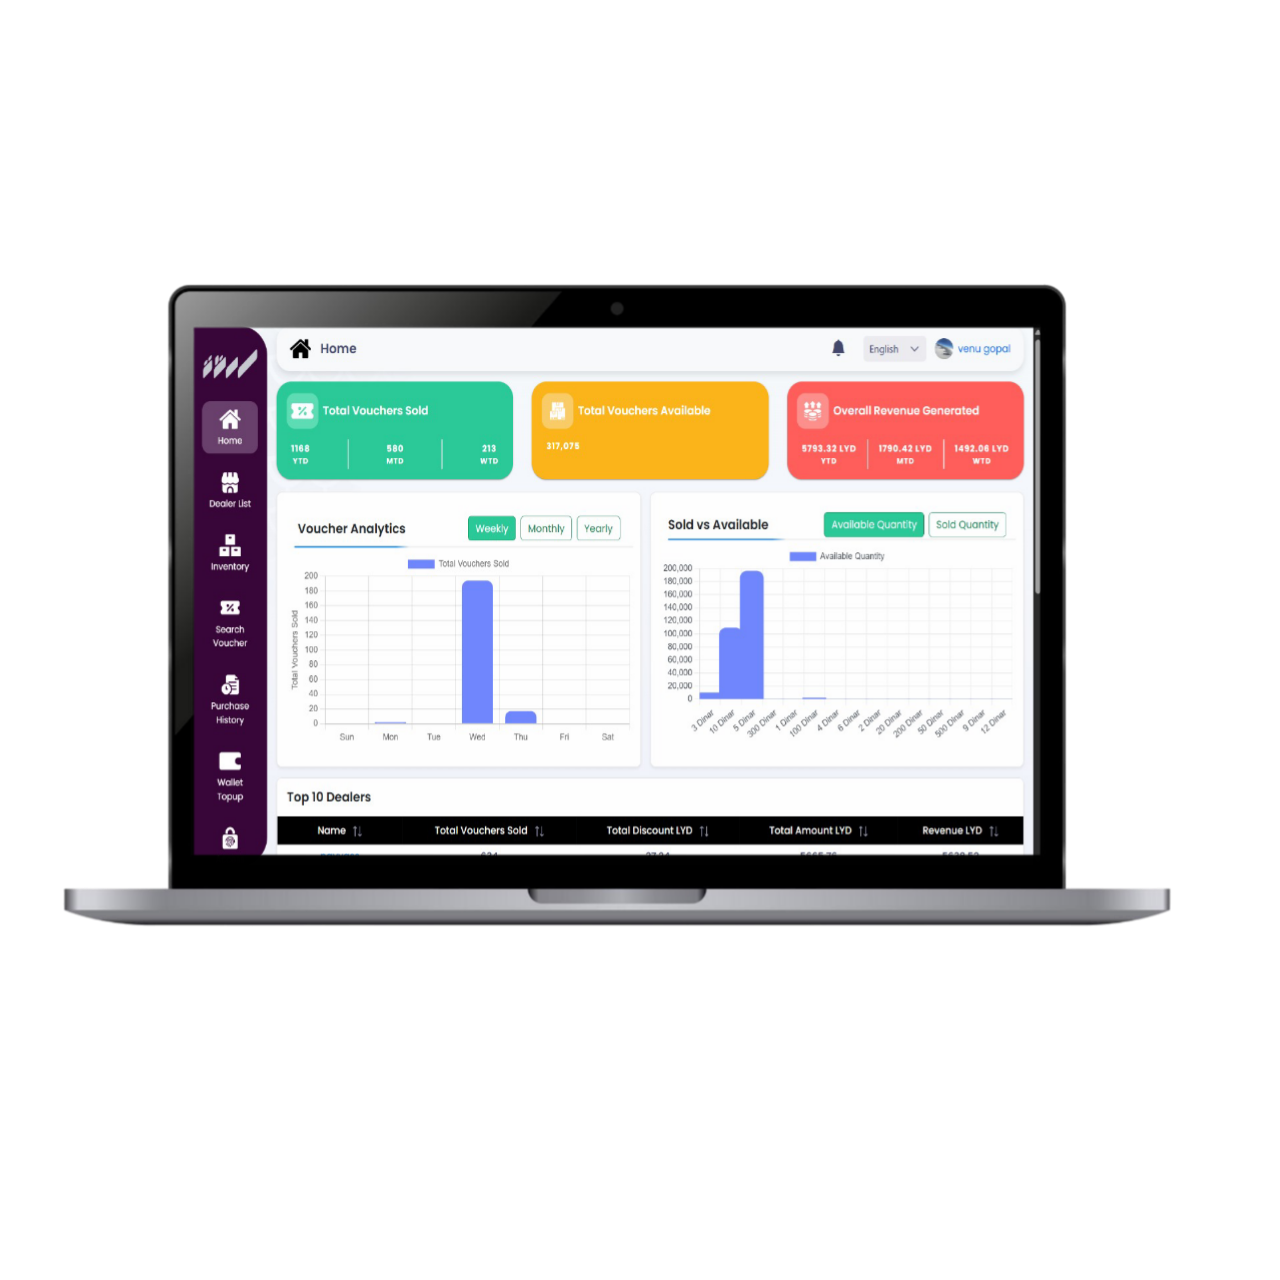 Home
English
venu gopal
Home
Dealer List
Inventory
Search
Voucher
Purchase
History
Wallet
Topup
Total Vouchers Sold
1168 580 213
YTD MTD WTD
Total Vouchers Available
317,075
Overall Revenue Generated
5793.32 LYD 1790.42 LYD 1492.06 LYD
YTD MTD WTD
Voucher Analytics
Weekly Monthly Yearly
Total Vouchers Sold
Total Vouchers Sold
200
180
160
140
120
100
80
60
40
20
0
Sun Mon Tue Wed Thu Fri Sat
Sold vs Available
Available Quantity Sold Quantity
Available Quantity
200,000
180,000
160,000
140,000
120,000
100,000
80,000
60,000
40,000
20,000
0
3 Dinar 10 Dinar 5 Dinar 300 Dinar 1 Dinar 100 Dinar 4 Dinar 6 Dinar 2 Dinar 20 Dinar 200 Dinar 50 Dinar 500 Dinar 9 Dinar 12 Dinar
Top 10 Dealers
Name Total Vouchers Sold Total Discount LYD Total Amount LYD Revenue LYD